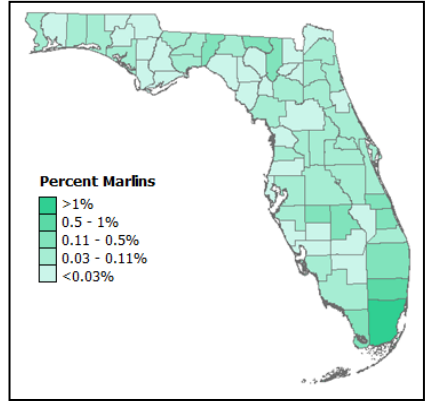 Percent Marlins
>1%
0.5 - 1%
0.11 - 0.5%
0.03 - 0.11%
<0.03%